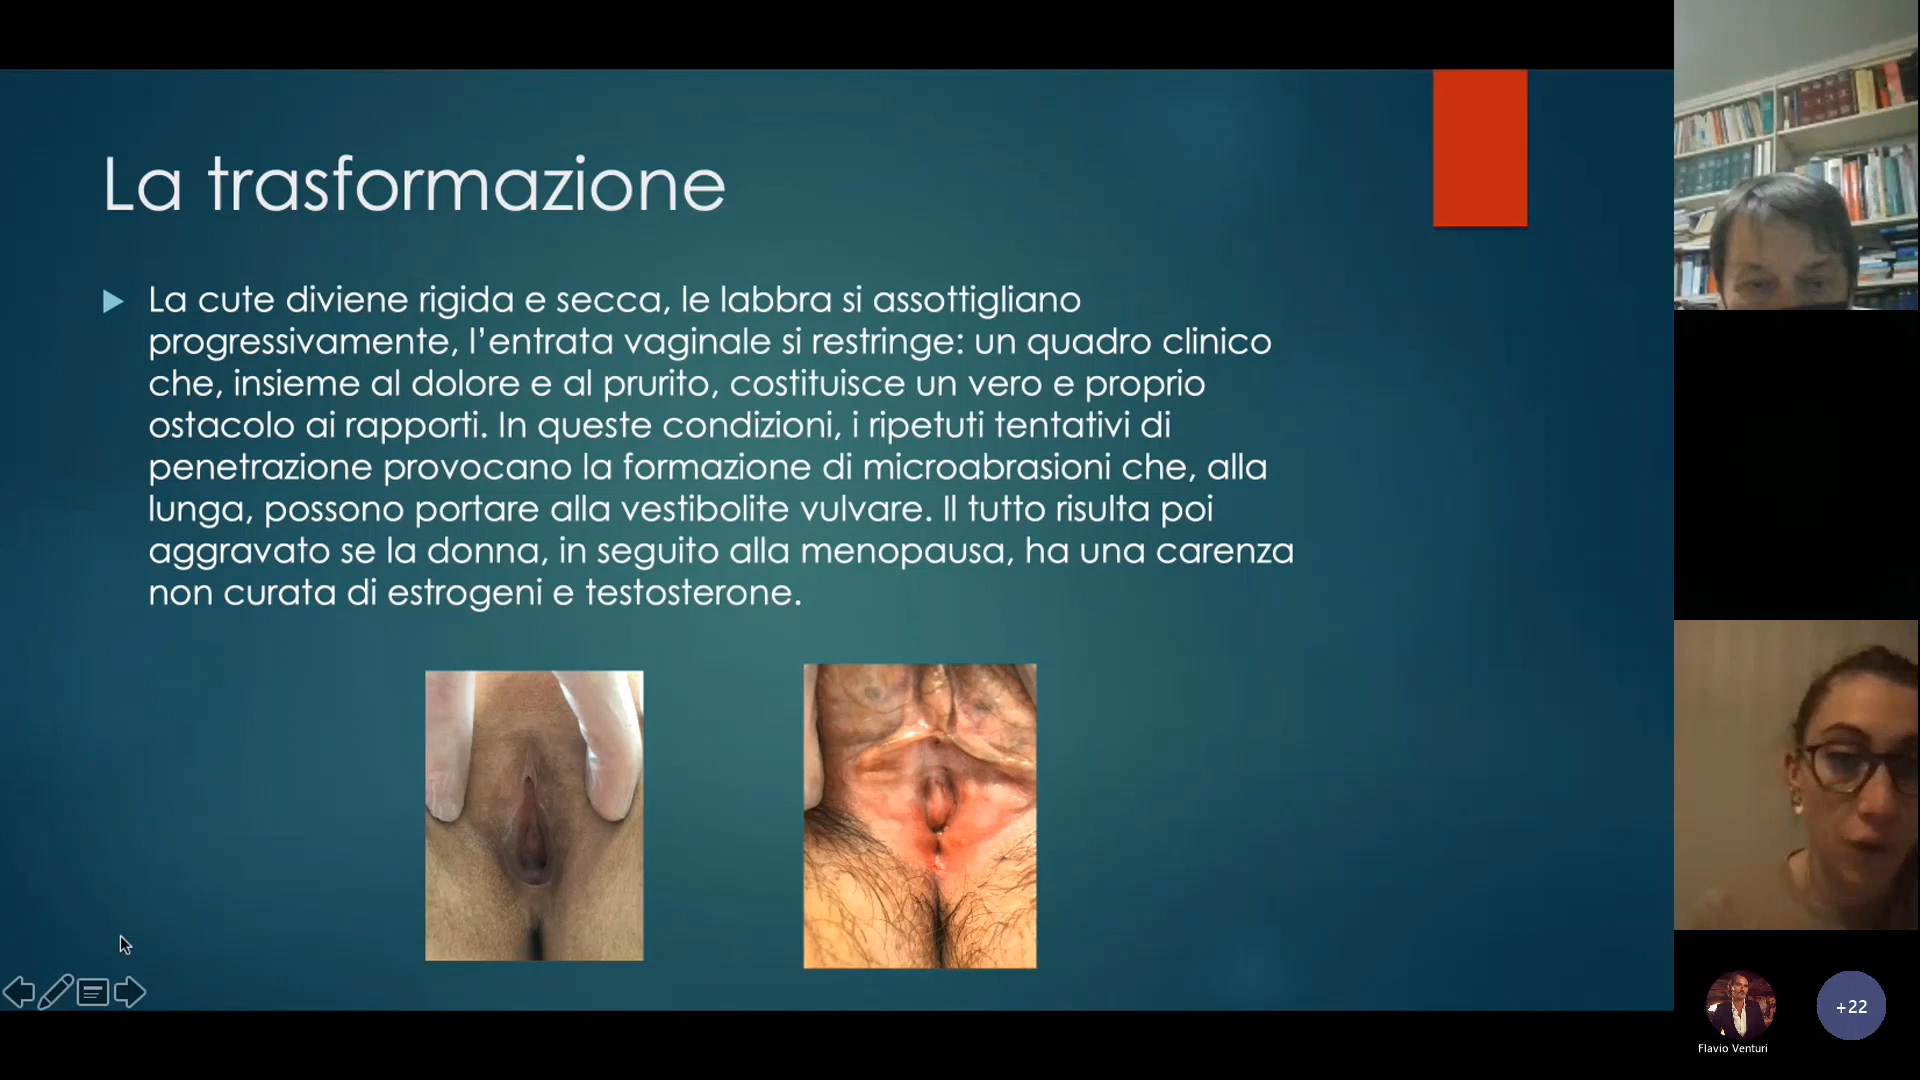 La trasformazione
La cute diviene rigida e secca, le labbra si assottigliano
progressivamente, l'entrata vaginale si restringe: un quadro clinico
che, insieme al dolore e al prurito, costituisce un vero e proprio
ostacolo ai rapporti. In queste condizioni, i ripetuti tentativi di
penetrazione provocano la formazione di microabrasioni che, alla
lunga, possono portare alla vestibolite vulvare. Il tutto risulta poi
aggravato se la donna, in seguito alla menopausa, ha una carenza
non curata di estrogeni e testosterone.
+22
Flavio Venturi